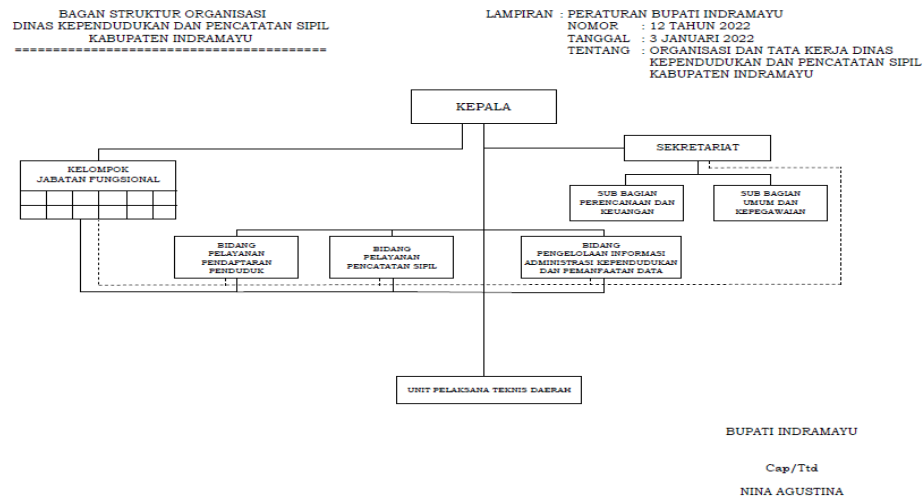 BAGAN STRUKTUR ORGANISASI
DINAS KEPENDUDUKAN DAN PENCATATAN SIPIL
KABUPATEN INDRAMAYU
==========================================
LAMPIRAN : PERATURAN BUPATI INDRAMAYU
NOMOR : 12 TAHUN 2022
TANGGAL : 3 JANUARI 2022
TENTANG : ORGANISASI DAN TATA KERJA DINAS
KEPENDUDUKAN DAN PENCATATAN SIPIL
KABUPATEN INDRAMAYU
KEPALA
SEKRETARIAT
KELOMPOK
JABATAN FUNGSIONAL
SUB BAGIAN
PERENCANAAN DAN
KEUANGAN
SUB BAGIAN
UMUM DAN
KEPEGAWAIAN
BIDANG
PELAYANAN
PENDAFTARAN
PENDUDUK
BIDANG
PELAYANAN
PENCATATAN SIPIL
BIDANG
PENGELOLAAN INFORMASI
ADMINISTRASI KEPENDUDUKAN
DAN PEMANFAATAN DATA
UNIT PELAKSANA TEKNIS DAERAH
BUPATI INDRAMAYU
Cap/Ttd
NINA AGUSTINA